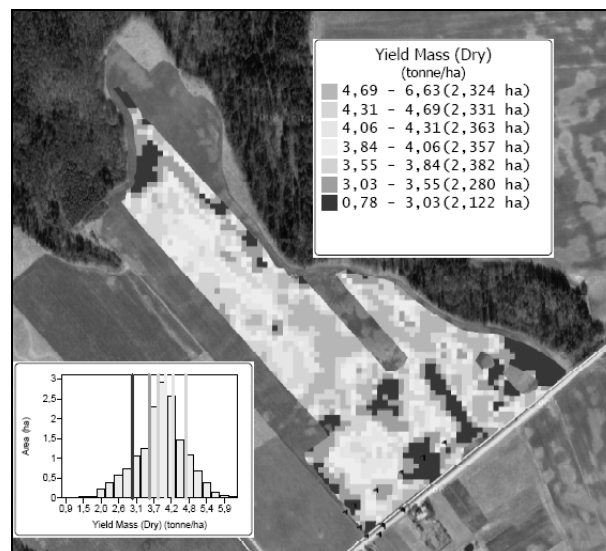 Yield Mass (Dry)
(tonne/ha)
4,69 - 6,63(2,324 ha)
4,31 - 4,69(2,331 ha)
4,06 - 4,31(2,363 ha)
3,84 - 4,06(2,357 ha)
3,55 - 3,84(2,382 ha)
3,03 - 3,55(2,280 ha)
0,78 - 3,03(2,122 ha)
Area (ha)
3
2,5
2
1,5
1
0,5
0
0,9 1,5 2,0 2,6 3,1 3,7 4,2 4,8 5,4 5,9
Yield Mass (Dry) (tonne/ha)